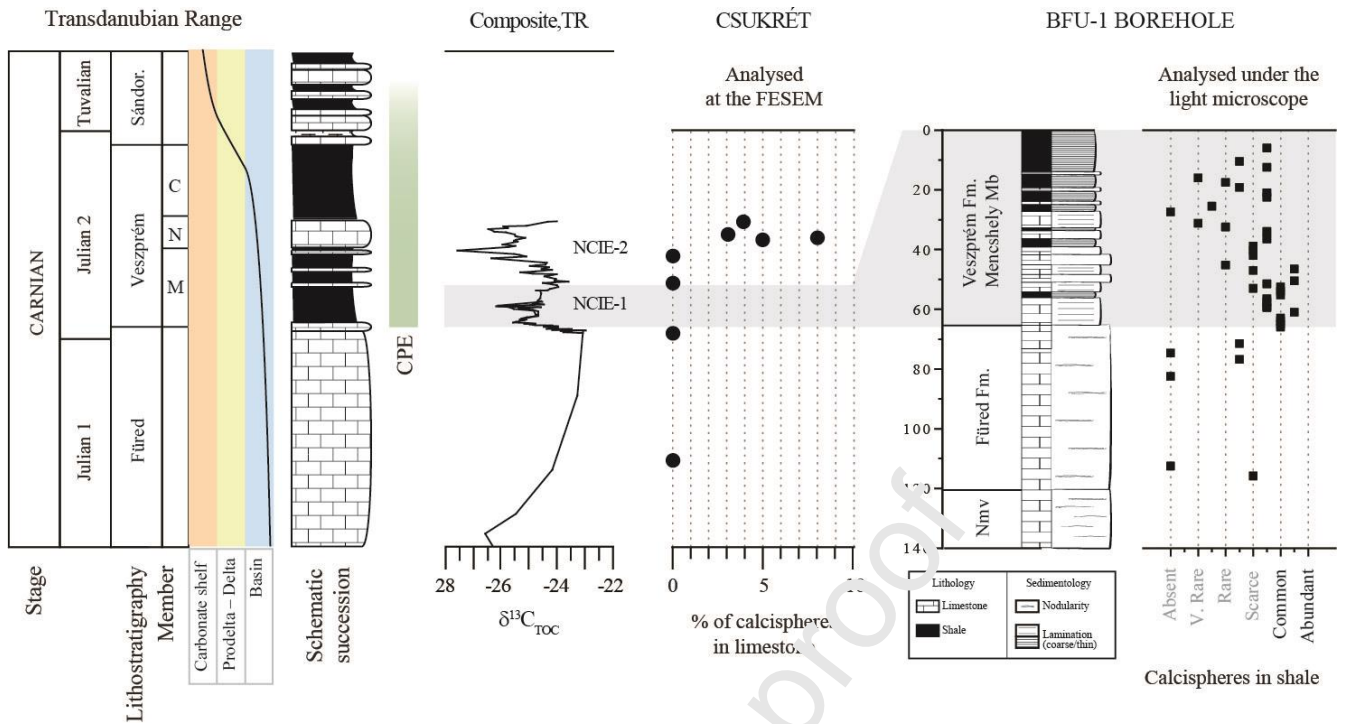 Transdanubian Range
Composite,TR
CSUKRÉT
BFU-1 BOREHOLE
Analysed
at the FESEM
Analysed under the
light microscope
CARNIAN
Tuvalian
Julian 2
Julian 1
Sándor.
Veszprém
Füred
C
N
M
CPE
NCIE-2
NCIE-1
0
20
40
60
80
100
140
Veszprém Fm.
Mencshely Mb
Füred Fm.
Nmv
Stage
Lithostratigraphy
Member
Carbonate shelf
Prodelta – Delta
Basin
Schematic
succession
28 -26 -24 -22
δ13CTOC
0 5
% of calcispheres
in limestone
Lithology
Limestone
Shale
Sedimentology
Nodularity
Lamination
(coarse/thin)
Absent
V. Rare
Rare
Scarce
Common
Abundant
Calcispheres in shale
proof